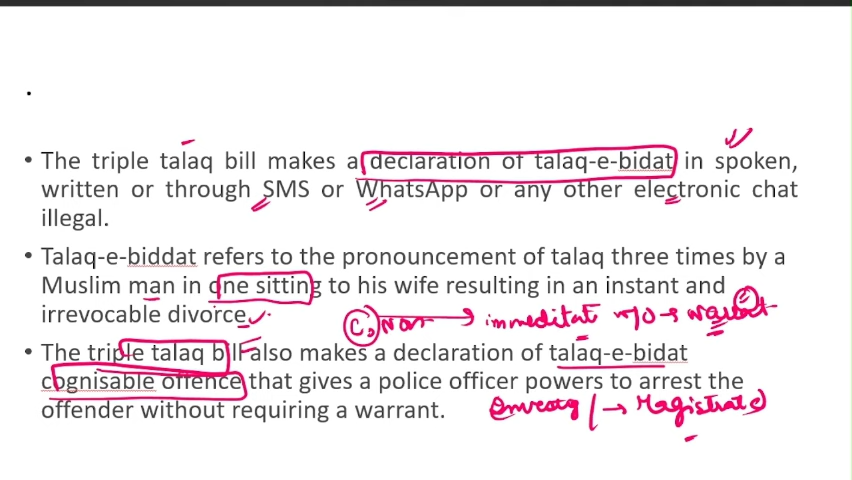 • The triple talaq bill makes a declaration of talaq-e-bidat in spoken,
written or through SMS or WhatsApp or any other electronic chat
illegal.
• Talaq-e-biddat refers to the pronouncement of talaq three times by a
Muslim man in one sitting to his wife resulting in an instant and
irrevocable divorce.
immeditat w/o → warrant
• The triple talaq bill also makes a declaration of talaq-e-bidat
cognisable offence that gives a police officer powers to arrest the
offender without requiring a warrant.
→ Magistrate